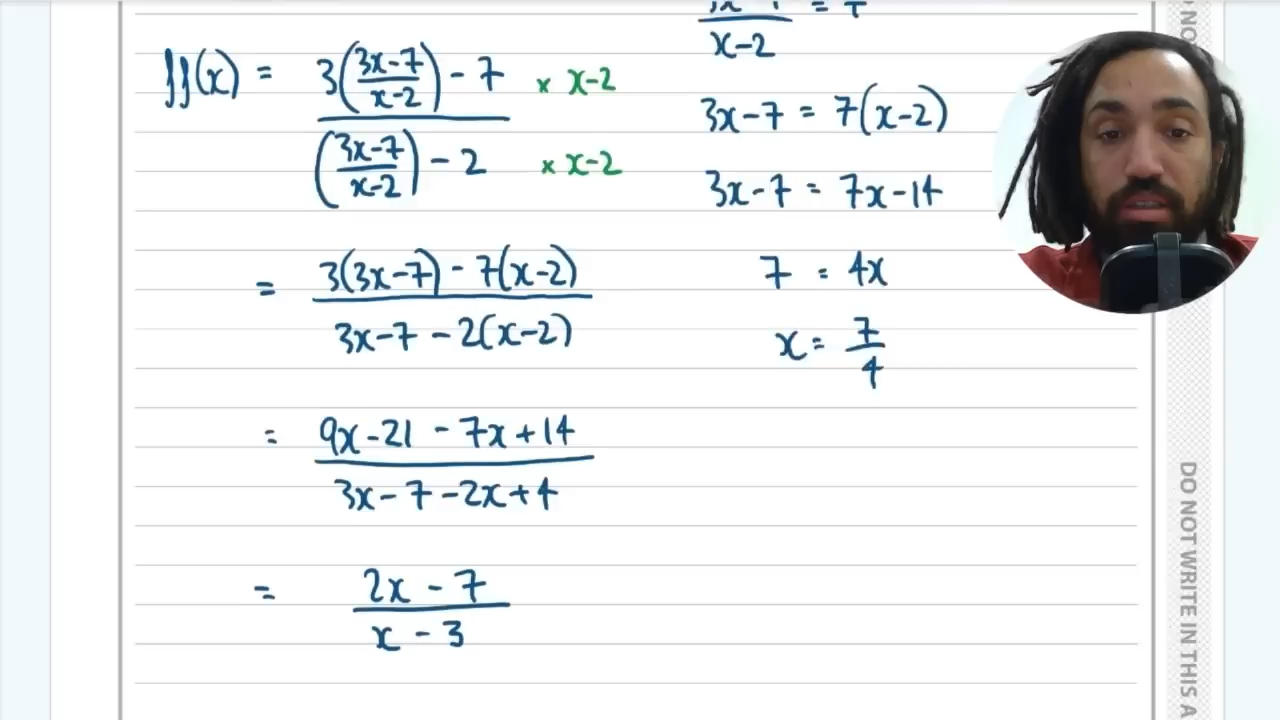 ff(x) = 3(3x-7/x-2) - 7 / (3x-7/x-2) - 2 × x-2 × x-2
= 3(3x-7) - 7(x-2) / 3x-7 - 2(x-2)
= 9x-21 - 7x+14 / 3x-7-2x+4
= 2x - 7 / x - 3
x-2
3x-7 = 7(x-2)
3x-7 = 7x-14
7 = 4x
x = 7/4
DO NOT WRITE IN THIS A